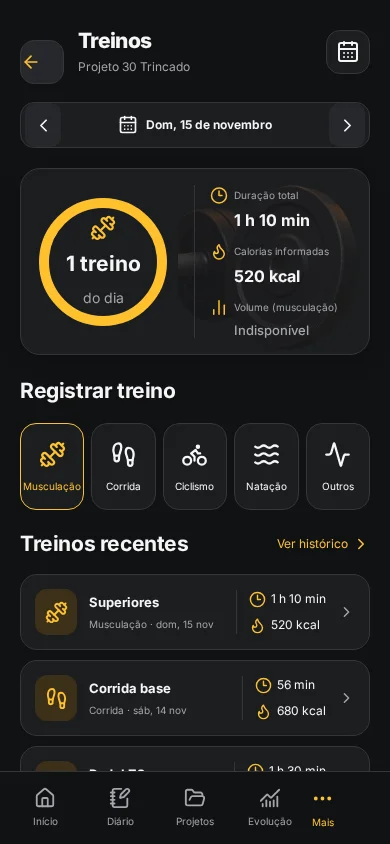 Treinos
Projeto 30 Trincado
Dom, 15 de novembro
1 treino
do dia
Duração total
1 h 10 min
Calorias informadas
520 kcal
Volume (musculação)
Indisponível
Registrar treino
Musculação
Corrida
Ciclismo
Natação
Outros
Treinos recentes
Ver histórico
Superiores
Musculação · dom, 15 nov
1 h 10 min
520 kcal
Corrida base
Corrida · sáb, 14 nov
56 min
680 kcal
1 h 30 min
Início
Diário
Projetos
Evolução
Mais